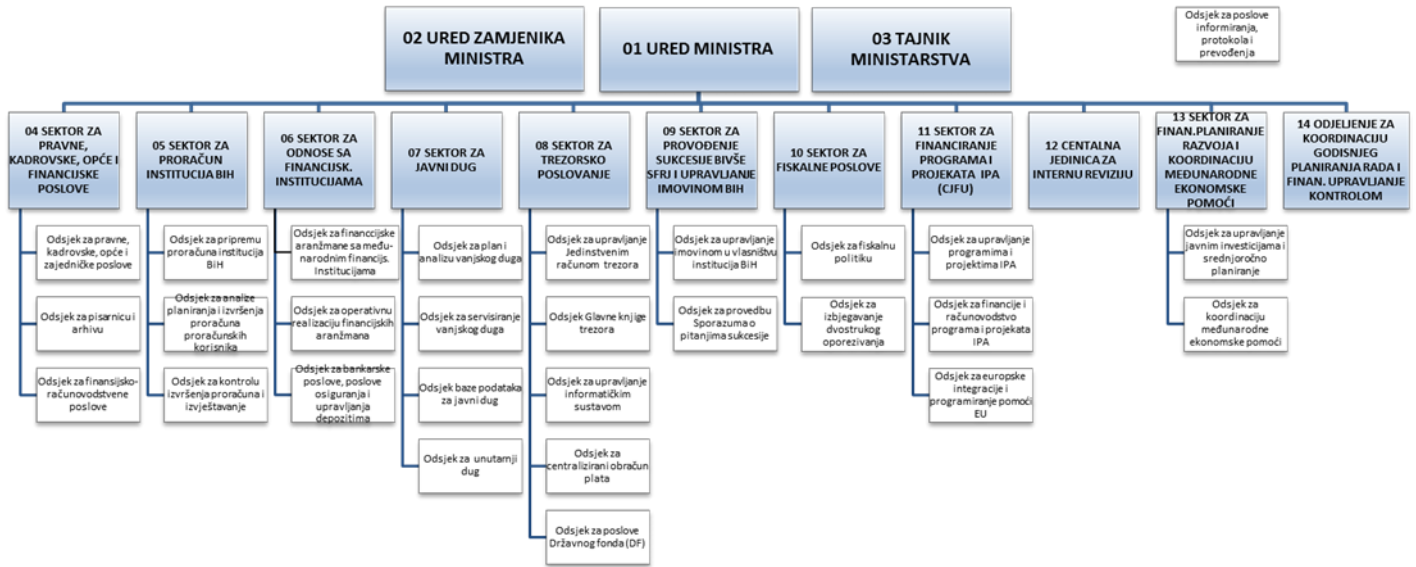 02 URED ZAMJENIKA
MINISTRA
01 URED MINISTRA
03 TAJNIK
MINISTARSTVA
Odsjek za poslove
informiranja,
protokola i
prevođenja
04 SEKTOR ZA
PRAVNE,
KADROVSKE, OPĆE I
FINANCIJSKE
POSLOVE
05 SEKTOR ZA
PRORAČUN
INSTITUCIJA BIH
06 SEKTOR ZA
ODNOSE SA
FINANCIJSK.
INSTITUCIJAMA
07 SEKTOR ZA
JAVNI DUG
08 SEKTOR ZA
TREZORSKO
POSLOVANJE
09 SEKTOR ZA
PROVOĐENJE
SUKCESIJE BIVŠE
SFRJ I UPRAVLJANJE
IMOVINOM BIH
10 SEKTOR ZA
FISKALNE POSLOVE
11 SEKTOR ZA
FINANCIRANJE
PROGRAMA I
PROJEKATA IPA
(CJFU)
12 CENTALNA
JEDINICA ZA
INTERNU REVIZIJU
13 SEKTOR ZA
FINAN.PLANIRANJE
RAZVOJA I
KOORDINACIJU
MEĐUNARODNE
EKONOMSKE
POMOĆI
14 ODJELJENJE ZA
KOORDINACIJU
GODISNJEG
PLANIRANJA RADA I
FINAN. UPRAVLJANJE
KONTROLOM
Odsjek za pravne,
kadrovske, opće i
zajedničke poslove
Odsjek za pisarnicu i
arhivu
Odsjek za finansijsko-
računovodstvene
poslove
Odsjek za pripremu
proračuna institucija
BiH
Odsjek za analize
planiranja i izvršenja
proračuna
proračunskih
korisnika
Odsjek za kontrolu
izvršenja proračuna i
izvještavanje
Odsjek za financcijske
aranžmane sa među-
narodnim financijs.
Institucijama
Odsjek za operativnu
realizaciju financijskih
aranžmana
Odsjek za bankarske
poslove, poslove
osiguranja i
upravljanja
depozitima
Odsjek za plan i
analizu vanjskog duga
Odsjek za servisiranje
vanjskog duga
Odsjek baze podataka
za javni dug
Odsjek za unutarnji
dug
Odsjek za upravljanje
Jedinstvenim
računom trezora
Odsjek Glavne knjige
trezora
Odsjek za upravljanje
informatičkim
sustavom
Odsjek za
centralizirani obračun
plata
Odsjek za poslove
Državnog fonda (DF)
Odsjek za upravljanje
imovinom u vlasništvu
institucija BiH
Odsjek za provedbu
Sporazuma o
pitanjima sukcesije
Odsjek za fiskalnu
politiku
Odsjek za
izbjegavanje
dvostrukog
oporezivanja
Odsjek za upravljanje
programima i
projektima IPA
Odsjek za financije i
računovodstvo
programa i projekata
IPA
Odsjek za europske
integracije i
programiranje pomoći
EU
Odsjek za upravljanje
javnim investicijama i
srednjoročno
planiranje
Odsjek za
koordinaciju
međunarodne
ekonomske pomoći